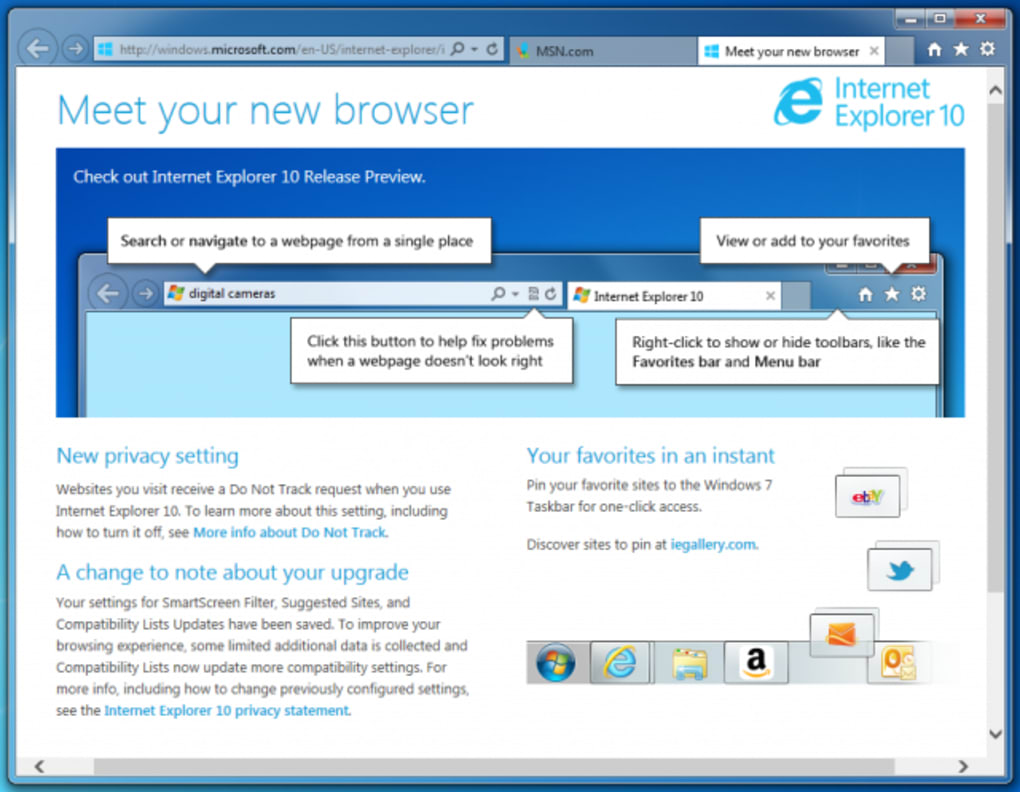 http://windows.microsoft.com/en-US/internet-explorer/i
MSN.com
Meet your new browser
Meet your new browser
Internet
Explorer 10
Check out Internet Explorer 10 Release Preview.
Search or navigate to a webpage from a single place
View or add to your favorites
digital cameras
Internet Explorer 10
Click this button to help fix problems
when a webpage doesn't look right
Right-click to show or hide toolbars, like the
Favorites bar and Menu bar
New privacy setting
Websites you visit receive a Do Not Track request when you use
Internet Explorer 10. To learn more about this setting, including
how to turn it off, see More info about Do Not Track.
A change to note about your upgrade
Your settings for SmartScreen Filter, Suggested Sites, and
Compatibility Lists Updates have been saved. To improve your
browsing experience, some limited additional data is collected and
Compatibility Lists now update more compatibility settings. For
more info, including how to change previously configured settings,
see the Internet Explorer 10 privacy statement.
Your favorites in an instant
Pin your favorite sites to the Windows 7
Taskbar for one-click access.
Discover sites to pin at iegallery.com.
ebY
a